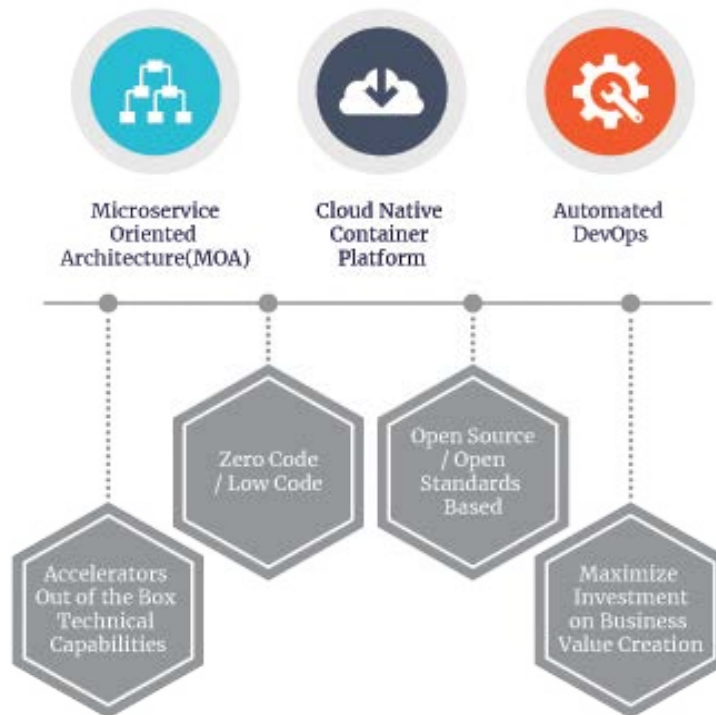 Microservice
Oriented
Architecture(MOA)
Cloud Native
Container
Platform
Automated
DevOps
Zero Code
/ Low Code
Open Source
/ Open
Standards
Based
Accelerators
Out of the Box
Technical
Capabilities
Maximize
Investment
on Business
Value Creation